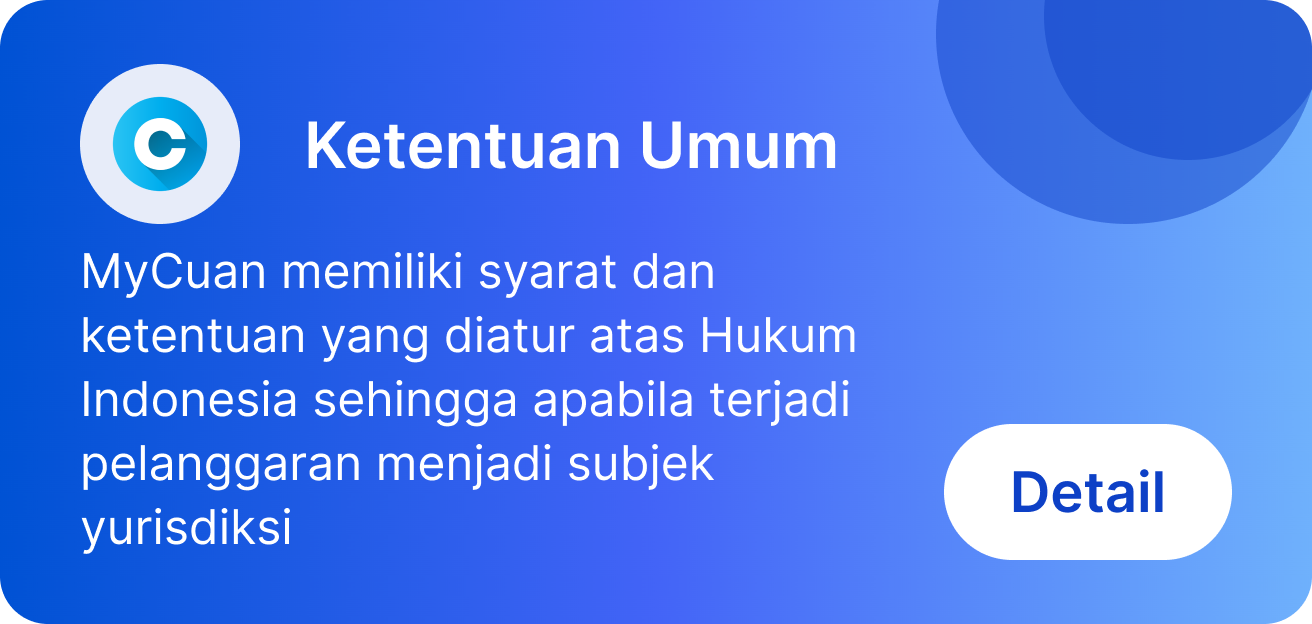 Ketentuan Umum
MyCuan memiliki syarat dan
ketentuan yang diatur atas Hukum
Indonesia sehingga apabila terjadi
pelanggaran menjadi subjek
yurisdiksi
Detail